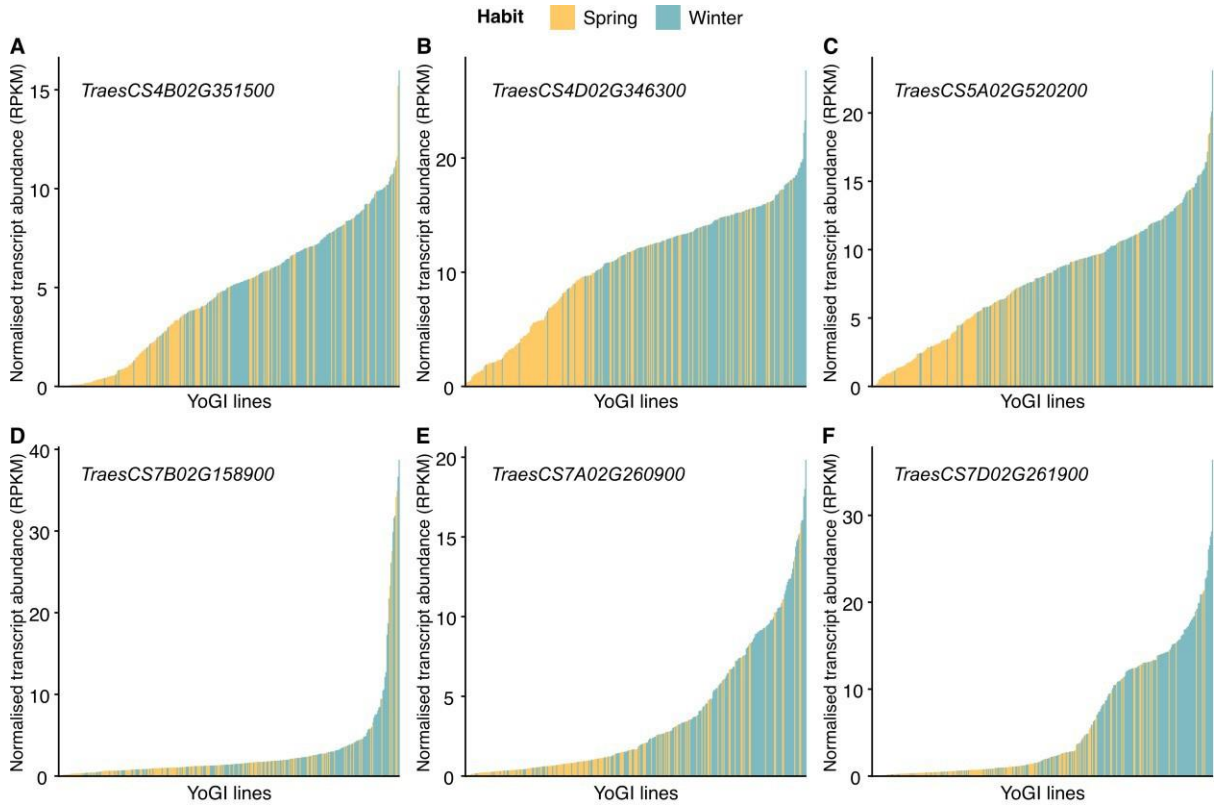 Habit Spring Winter
A
Normalised transcript abundance (RPKM)
TraesCS4B02G351500
15
10
5
0
YoGI lines
B
Normalised transcript abundance (RPKM)
TraesCS4D02G346300
20
10
0
YoGI lines
C
Normalised transcript abundance (RPKM)
TraesCS5A02G520200
20
15
10
5
0
YoGI lines
D
Normalised transcript abundance (RPKM)
TraesCS7B02G158900
40
30
20
10
0
YoGI lines
E
Normalised transcript abundance (RPKM)
TraesCS7A02G260900
20
15
10
5
0
YoGI lines
F
Normalised transcript abundance (RPKM)
TraesCS7D02G261900
30
20
10
0
YoGI lines